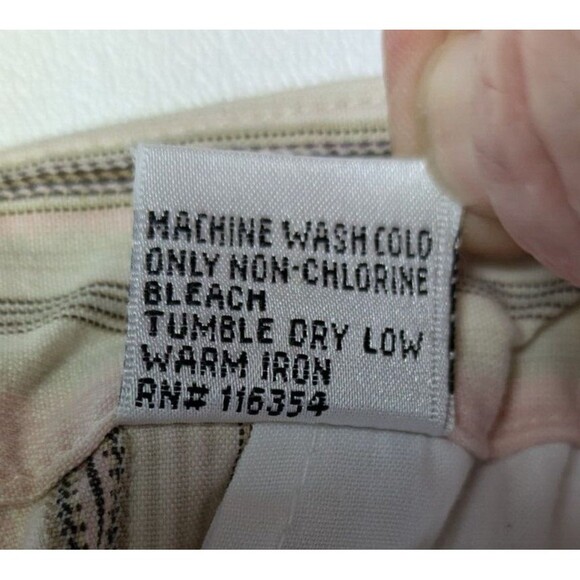 MACHINE WASH COLD
ONLY NON-CHLORINE
BLEACH
TUMBLE DRY LOW
WARM IRON
RN# 116354